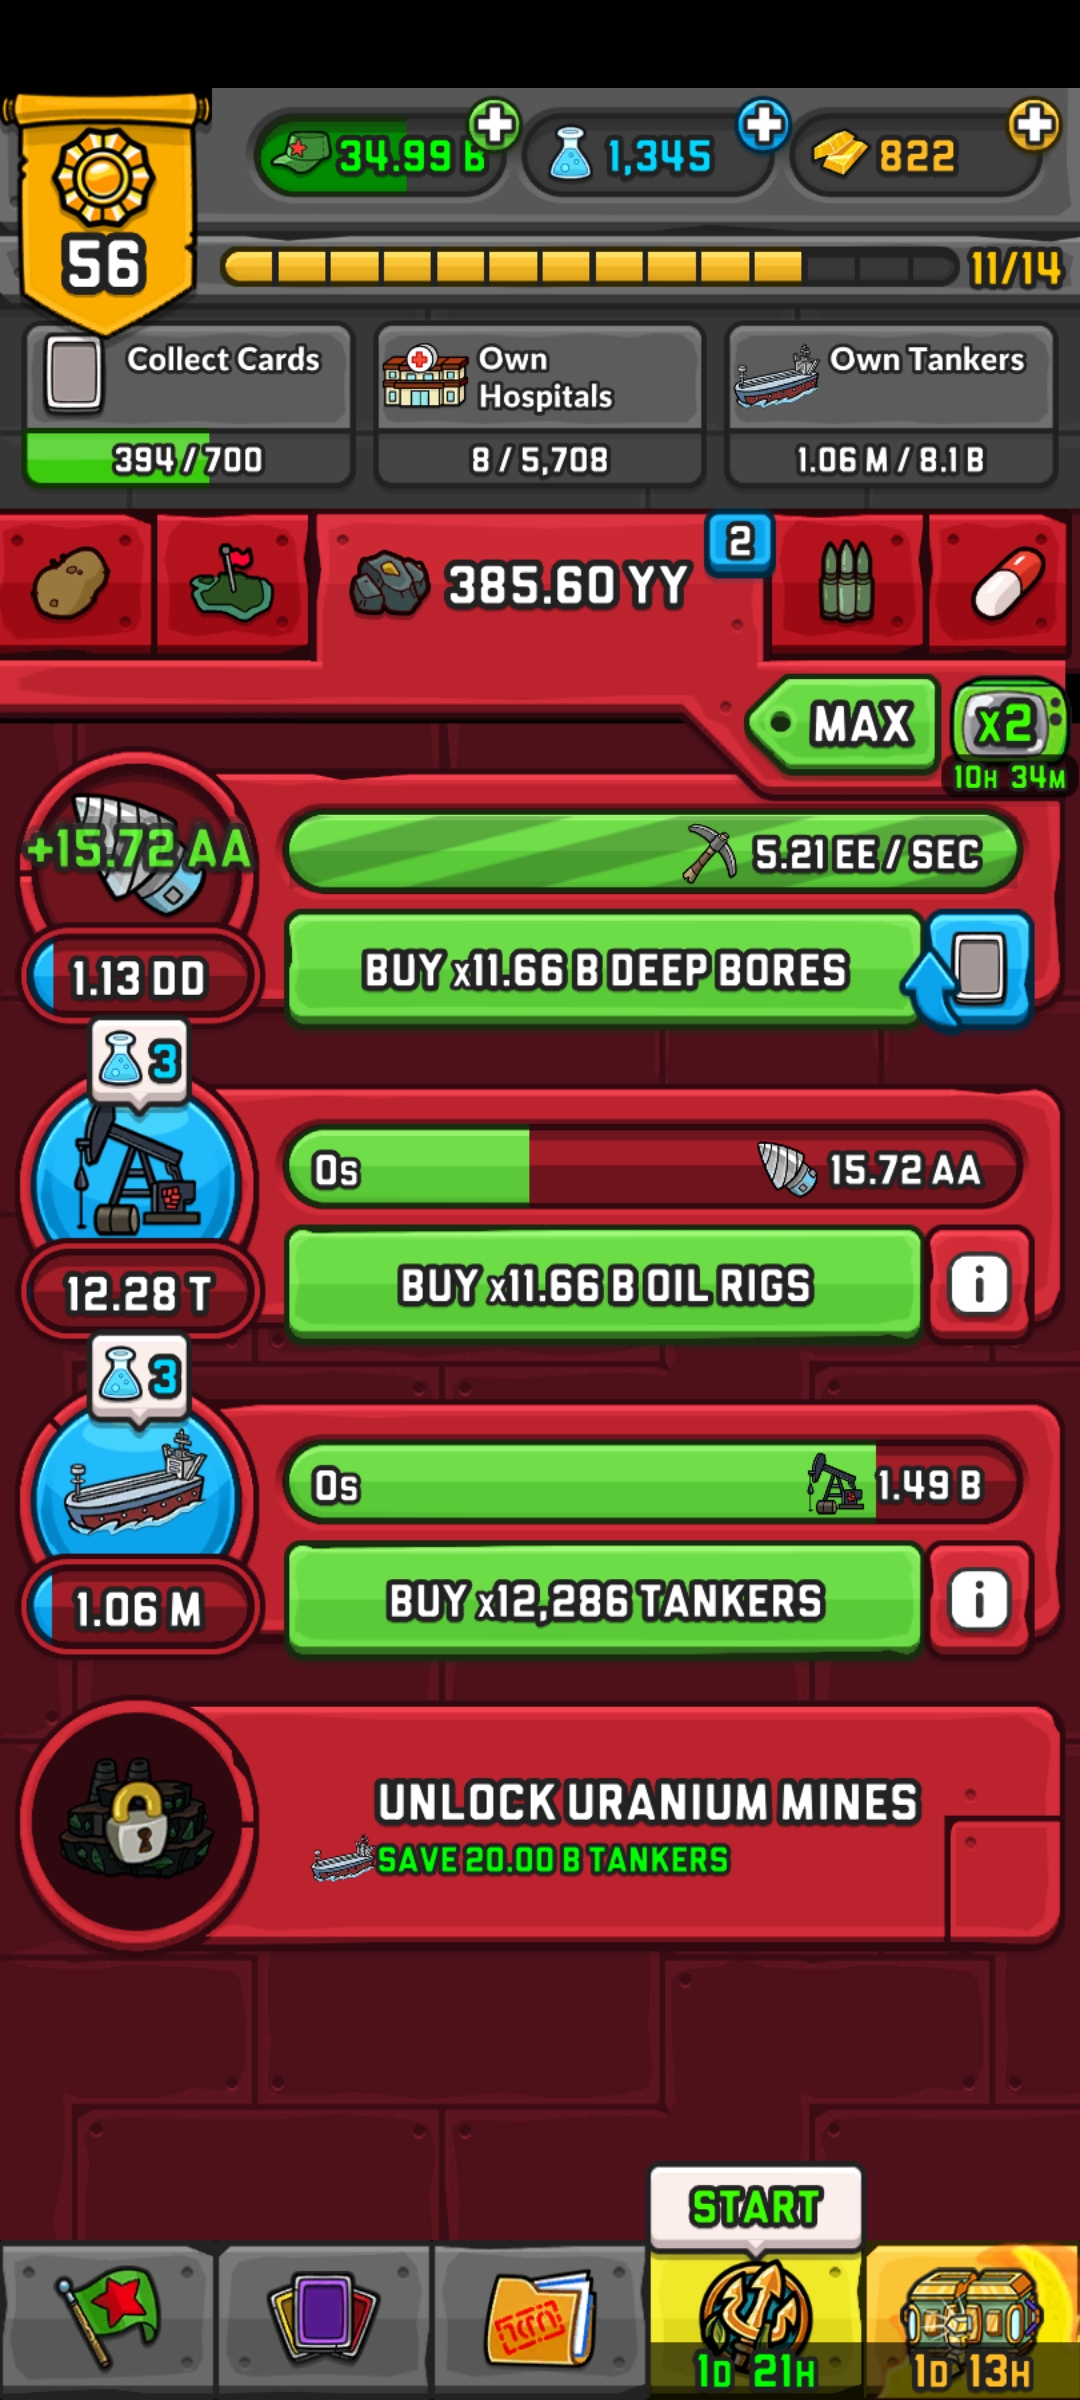 56
34.99 B
1,345
822
11/14
Collect Cards
394/700
Own
Hospitals
8/5,708
Own Tankers
1.06 M/8.1 B
385.60 YY
2
MAX
x2
10H 34M
+15.72 AA
5.21 EE / SEC
1.13 DD
BUY x11.66 B DEEP BORES
3
0s
15.72 AA
12.28 T
BUY x11.66 B OIL RIGS
i
3
0s
1.49 B
1.06 M
BUY x12,286 TANKERS
i
UNLOCK URANIUM MINES
SAVE 20.00 B TANKERS
START
1D 21H
1D 13H